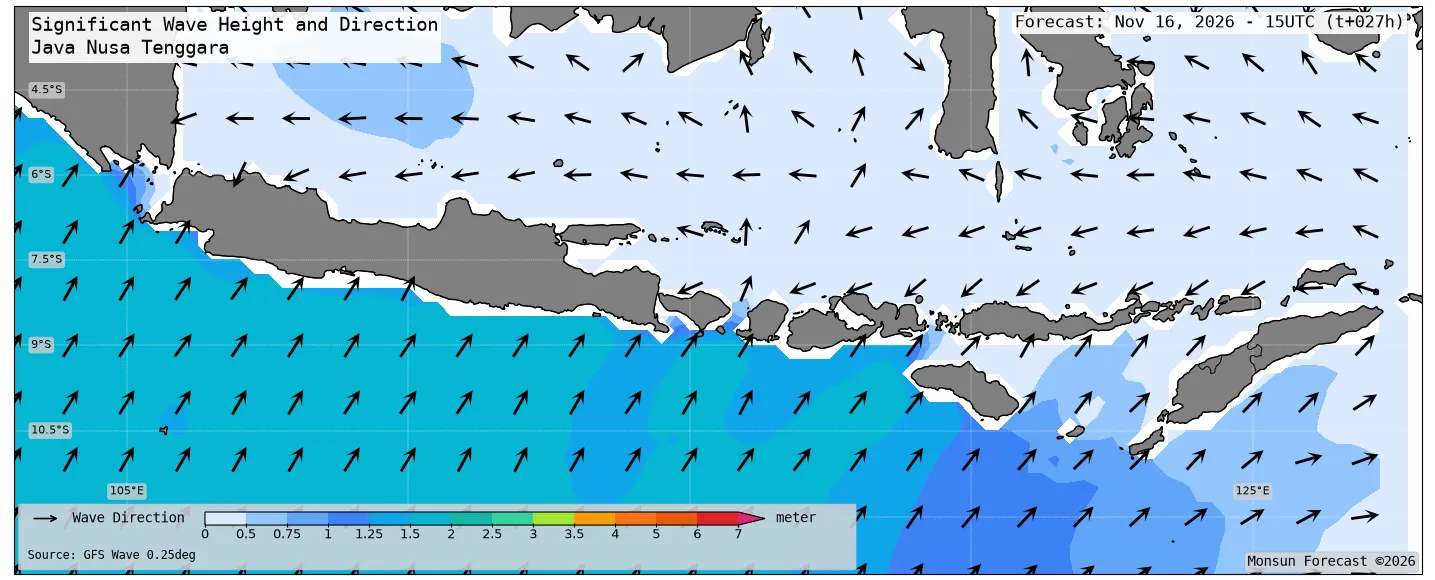 Significant Wave Height and Direction
Java Nusa Tenggara
Forecast: Nov 16, 2026 - 15UTC (t+027h)
4.5°S
6°S
7.5°S
9°S
10.5°S
105°E
125°E
Wave Direction
0 0.5 0.75 1 1.25 1.5 2 2.5 3 3.5 4 5 6 7
meter
Source: GFS Wave 0.25deg
Monsun Forecast ©2026